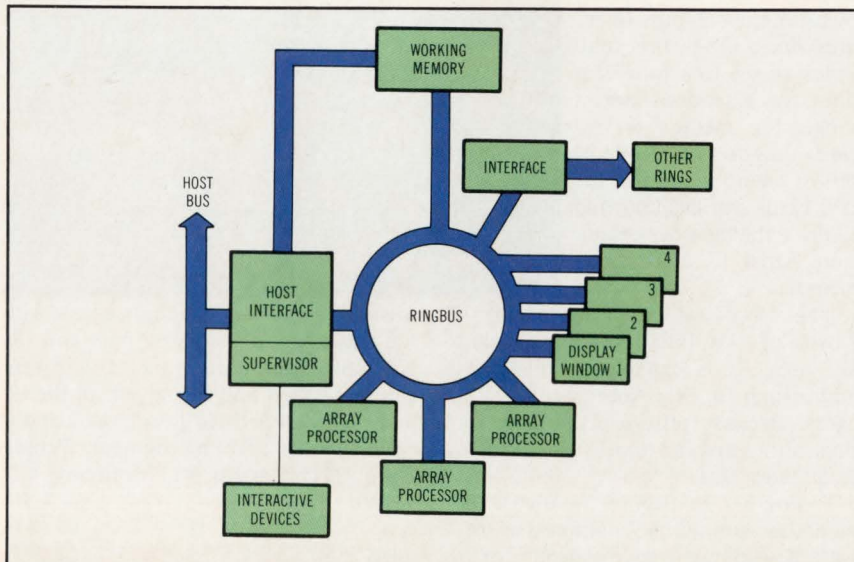 WORKING
MEMORY
INTERFACE
OTHER
RINGS
HOST
BUS
HOST
INTERFACE
SUPERVISOR
RINGBUS
4
3
2
DISPLAY
WINDOW 1
ARRAY
PROCESSOR
ARRAY
PROCESSOR
ARRAY
PROCESSOR
INTERACTIVE
DEVICES